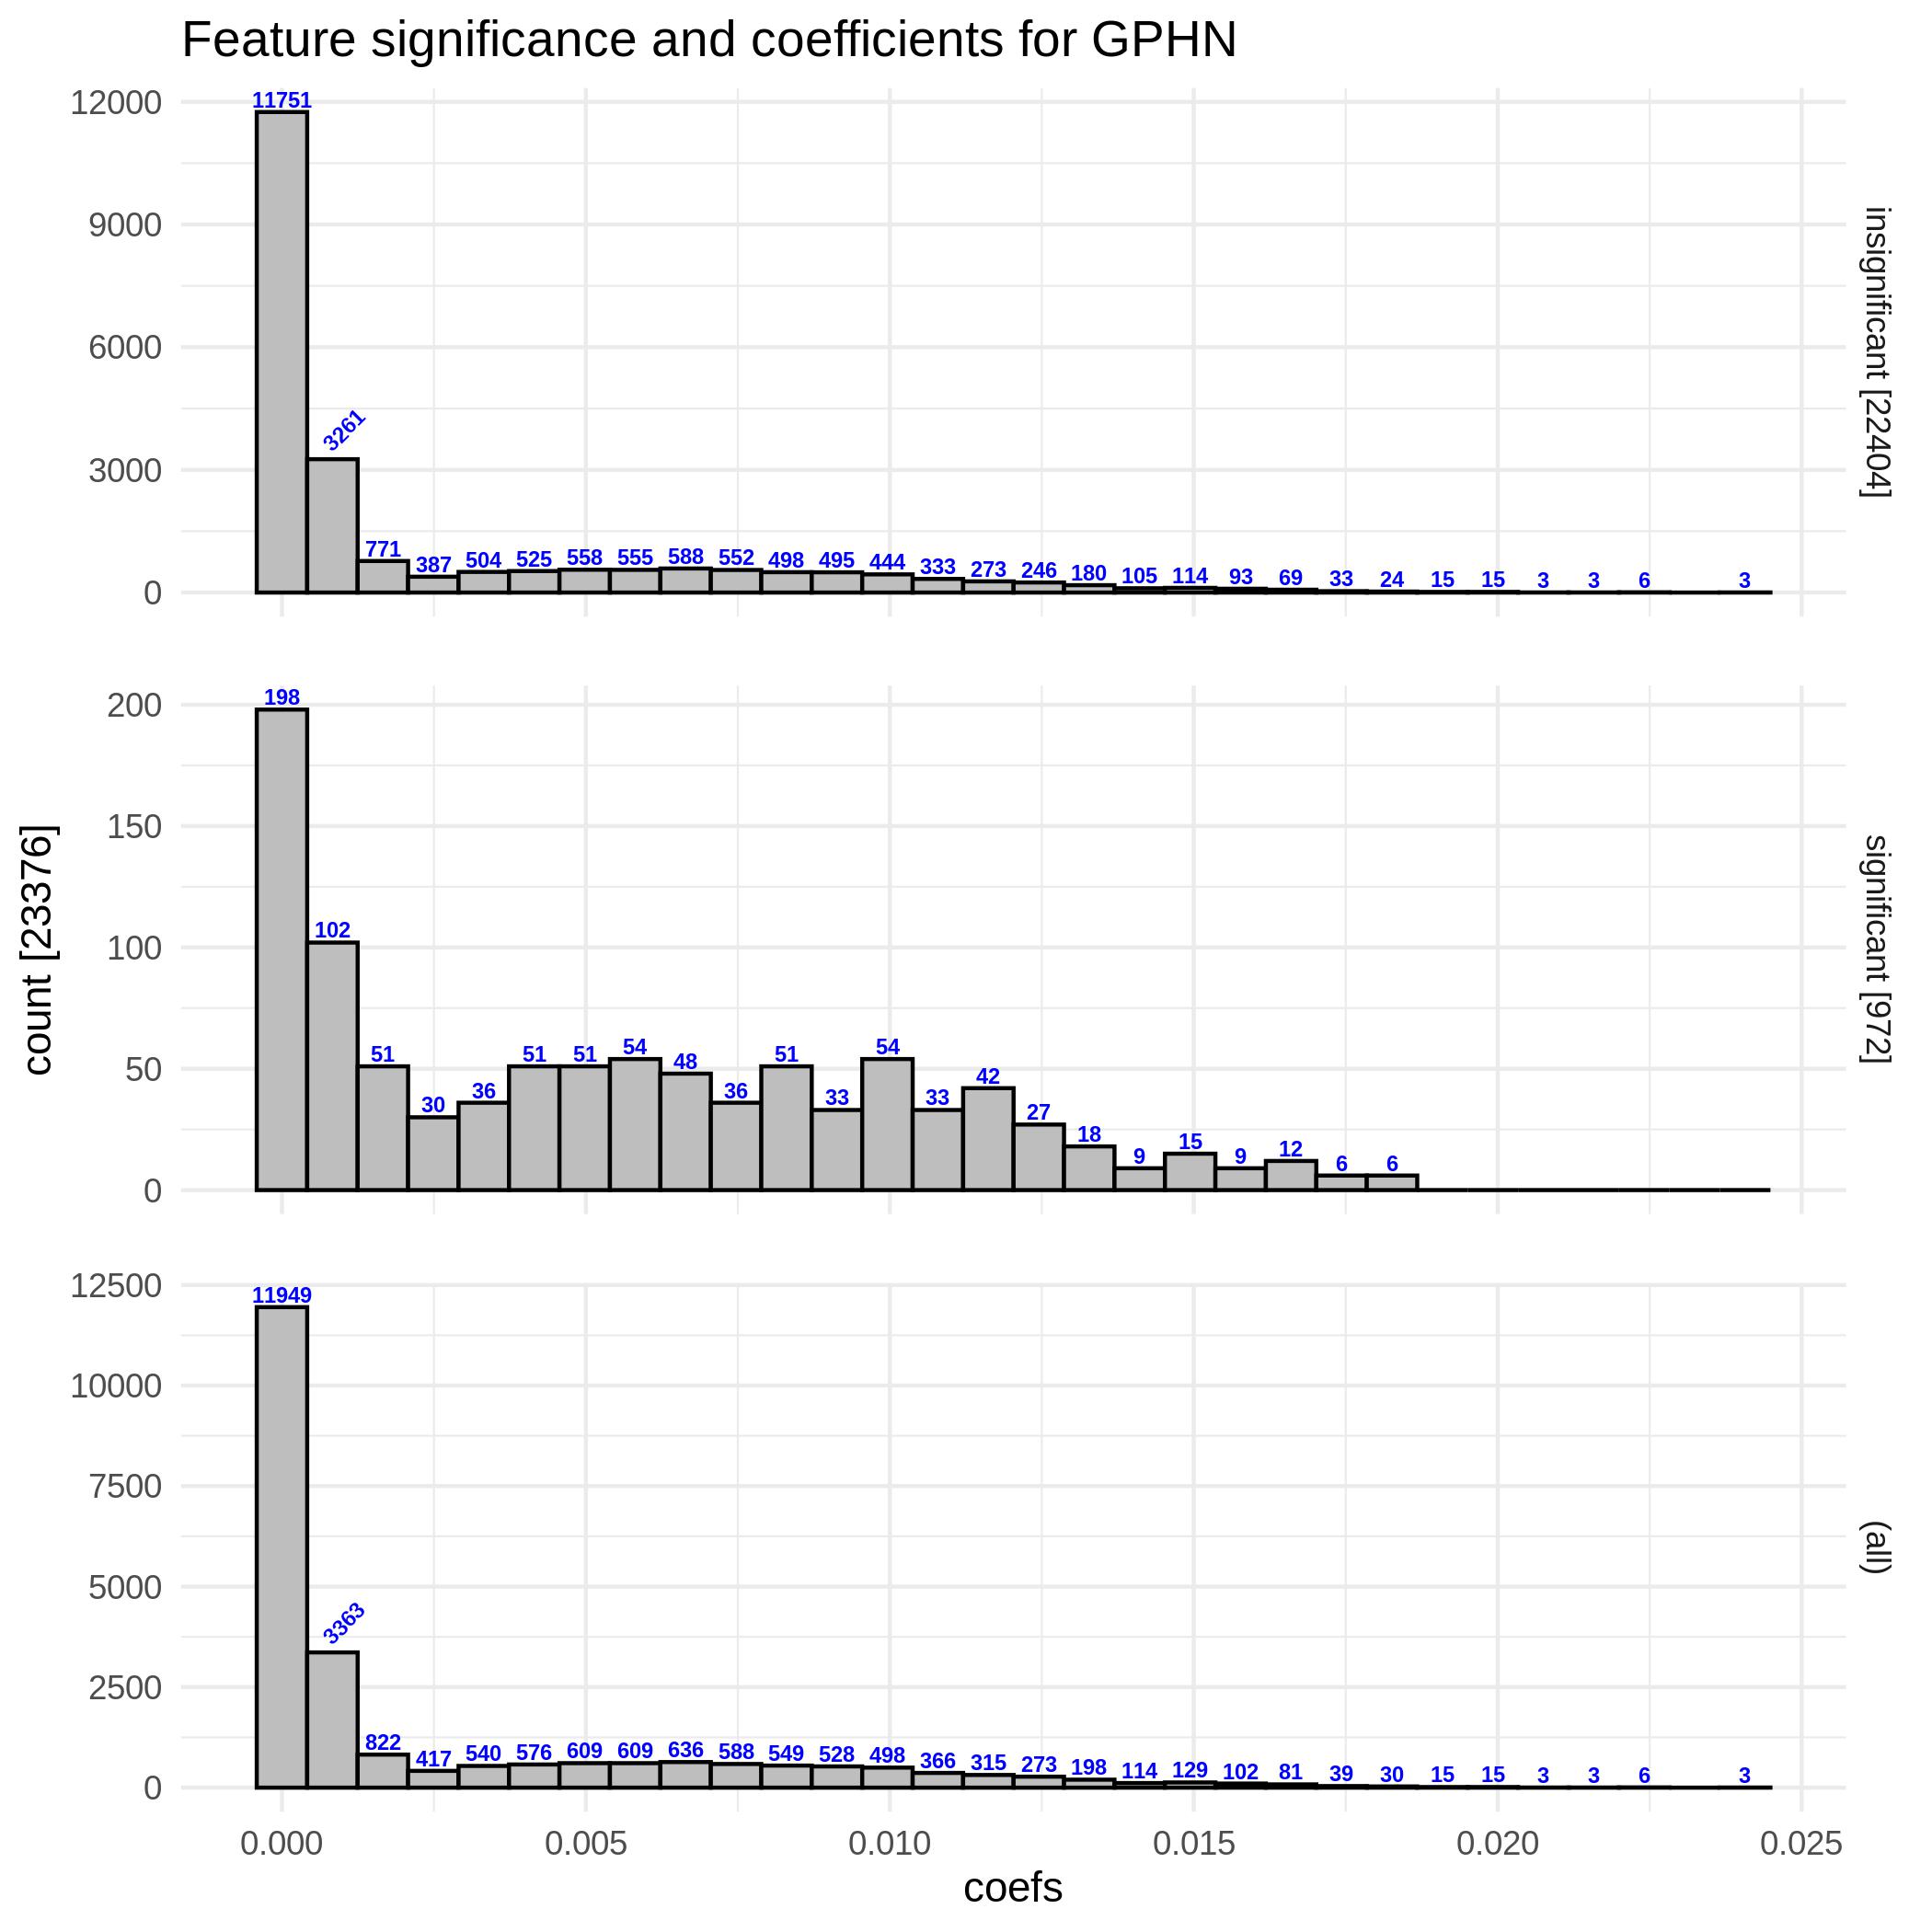 Feature significance and coefficients for GPHN
12000
9000
6000
3000
0
11751
3261
771 387 504 525 558 555 588 552 498 495 444 333 273 246 180 105 114 93 69 33 24 15 15 3 3 6 3
insignificant [22404]
count [23376]
200
150
100
50
0
198
102
51 30 36 51 51 54 48 36 51 33 54 33 42 27 18 9 15 9 12 6 6
significant [972]
12500
10000
7500
5000
2500
0
11949
3363
822 417 540 576 609 609 636 588 549 528 498 366 315 273 198 114 129 102 81 39 30 15 15 3 3 6 3
(all)
0.000 0.005 0.010 0.015 0.020 0.025
coefs